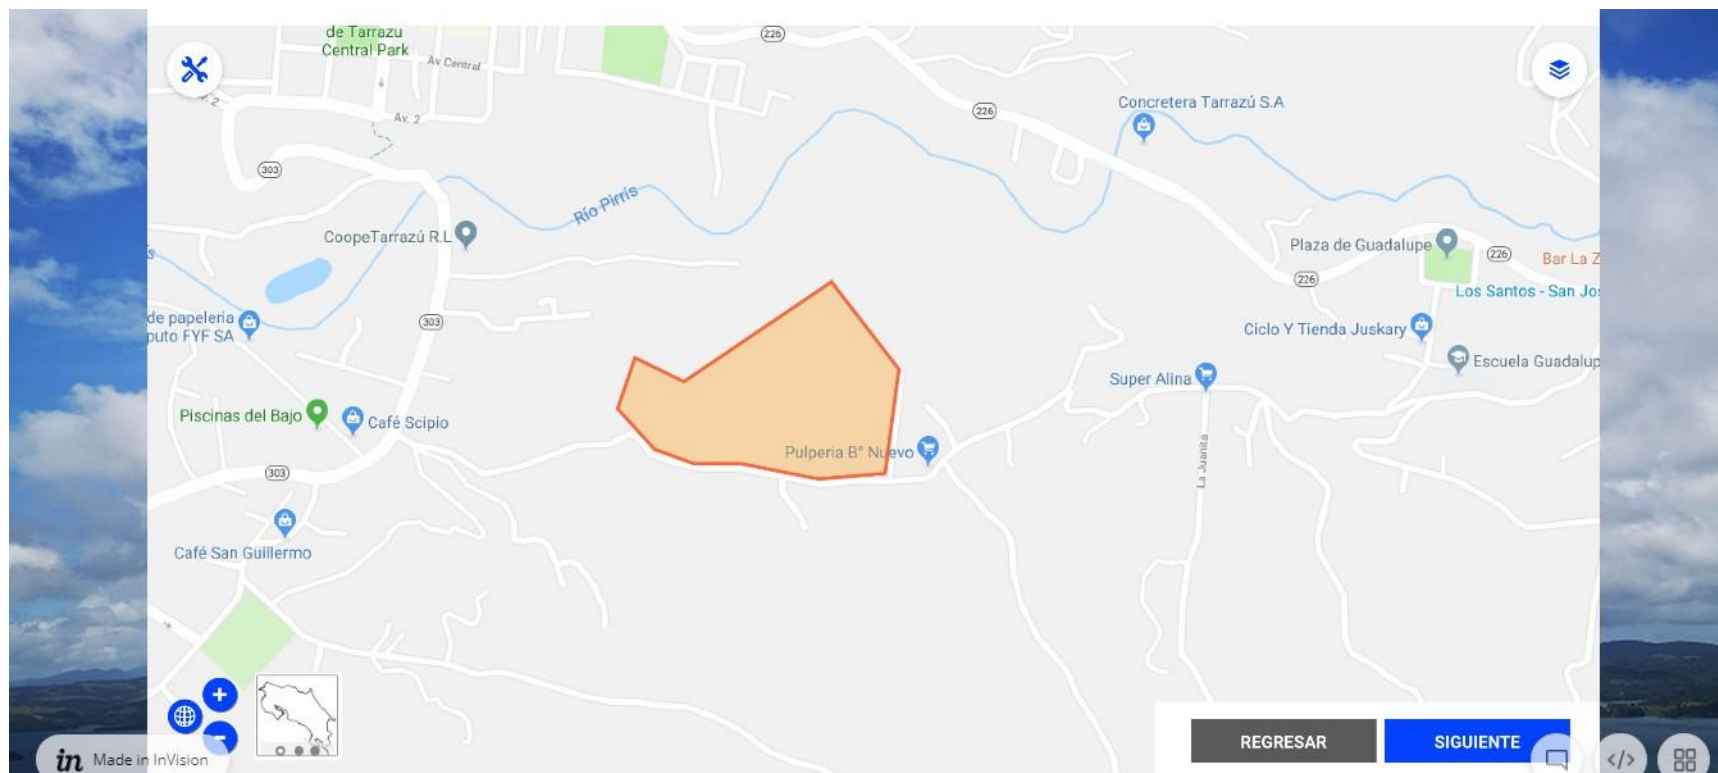 de Tarrazu
Central Park
Av Central
226
226
Concretera Tarrazú S.A
Av. 2
303
Río Pirris
CoopeTarrazú R.L
Plaza de Guadalupe
226
Bar La Z
226
Los Santos - San Jos
de papeleria
puto FYF SA
303
Ciclo Y Tienda Juskary
Escuela Guadalup
Super Alina
Piscinas del Bajo
Café Scipio
Pulperia B° Nuevo
La Juanita
303
Café San Guillermo
REGRESAR
SIGUIENTE
in Made in InVision